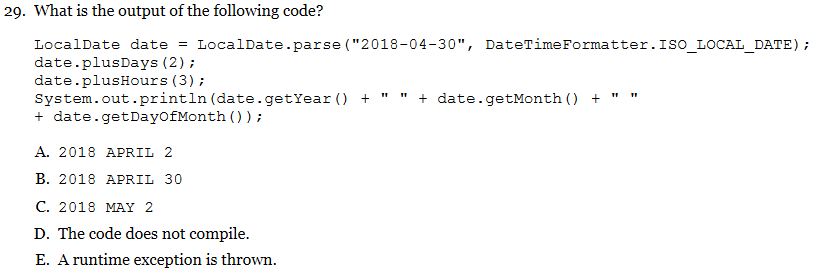 29. What is the output of the following code?
LocalDate date = LocalDate.parse("2018-04-30", DateTimeFormatter.ISO_LOCAL_DATE);
date.plusDays(2);
date.plusHours(3);
System.out.println(date.getYear() + " " + date.getMonth() + " "
+ date.getDayOfMonth());
A. 2018 APRIL 2
B. 2018 APRIL 30
C. 2018 MAY 2
D. The code does not compile.
E. A runtime exception is thrown.